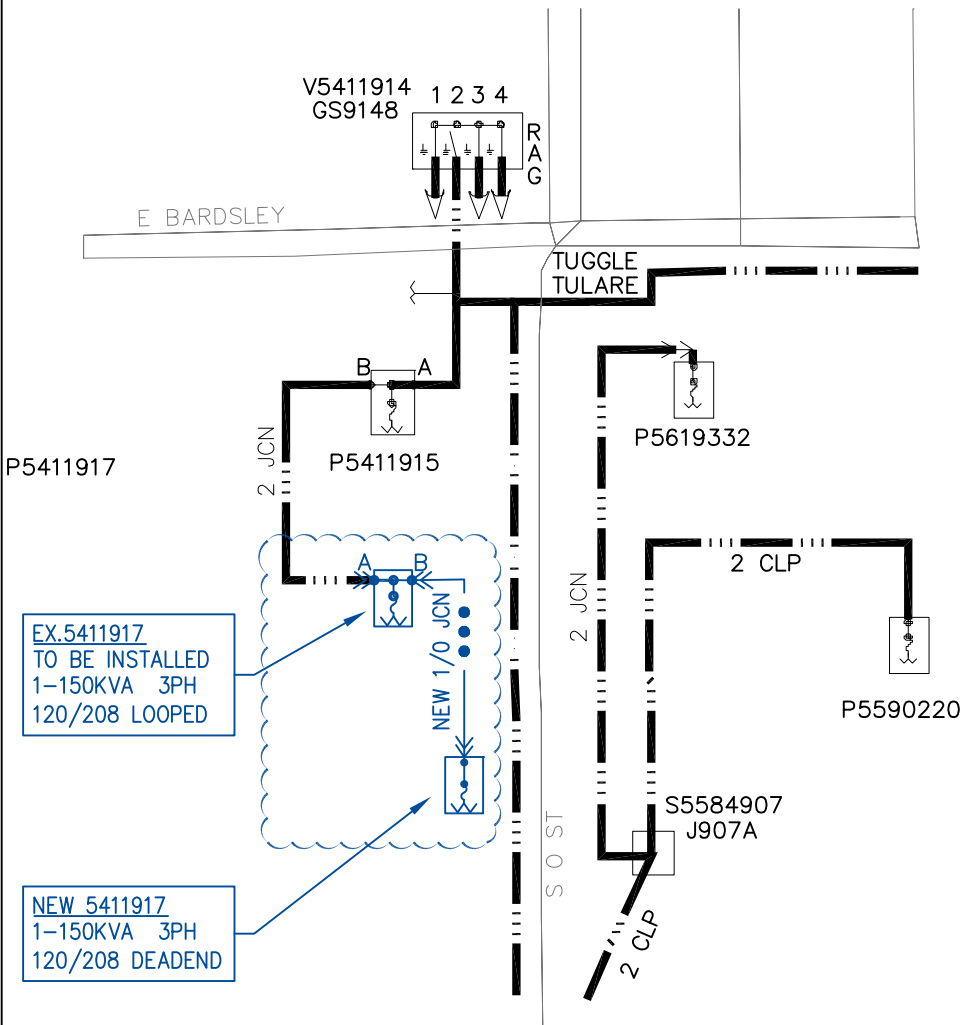 V5411914
GS9148
1 2 3 4
R
A
G
E BARDSLEY
TUGGLE
TULARE
B
A
P5411915
P5411917
2 JCN
P5619332
2 JCN
2 CLP
P5590220
A
B
NEW 1/0 JCN
EX.5411917
TO BE INSTALLED
1-150KVA 3PH
120/208 LOOPED
S5584907
J907A
S O ST
2 CLP
NEW 5411917
1-150KVA 3PH
120/208 DEADEND